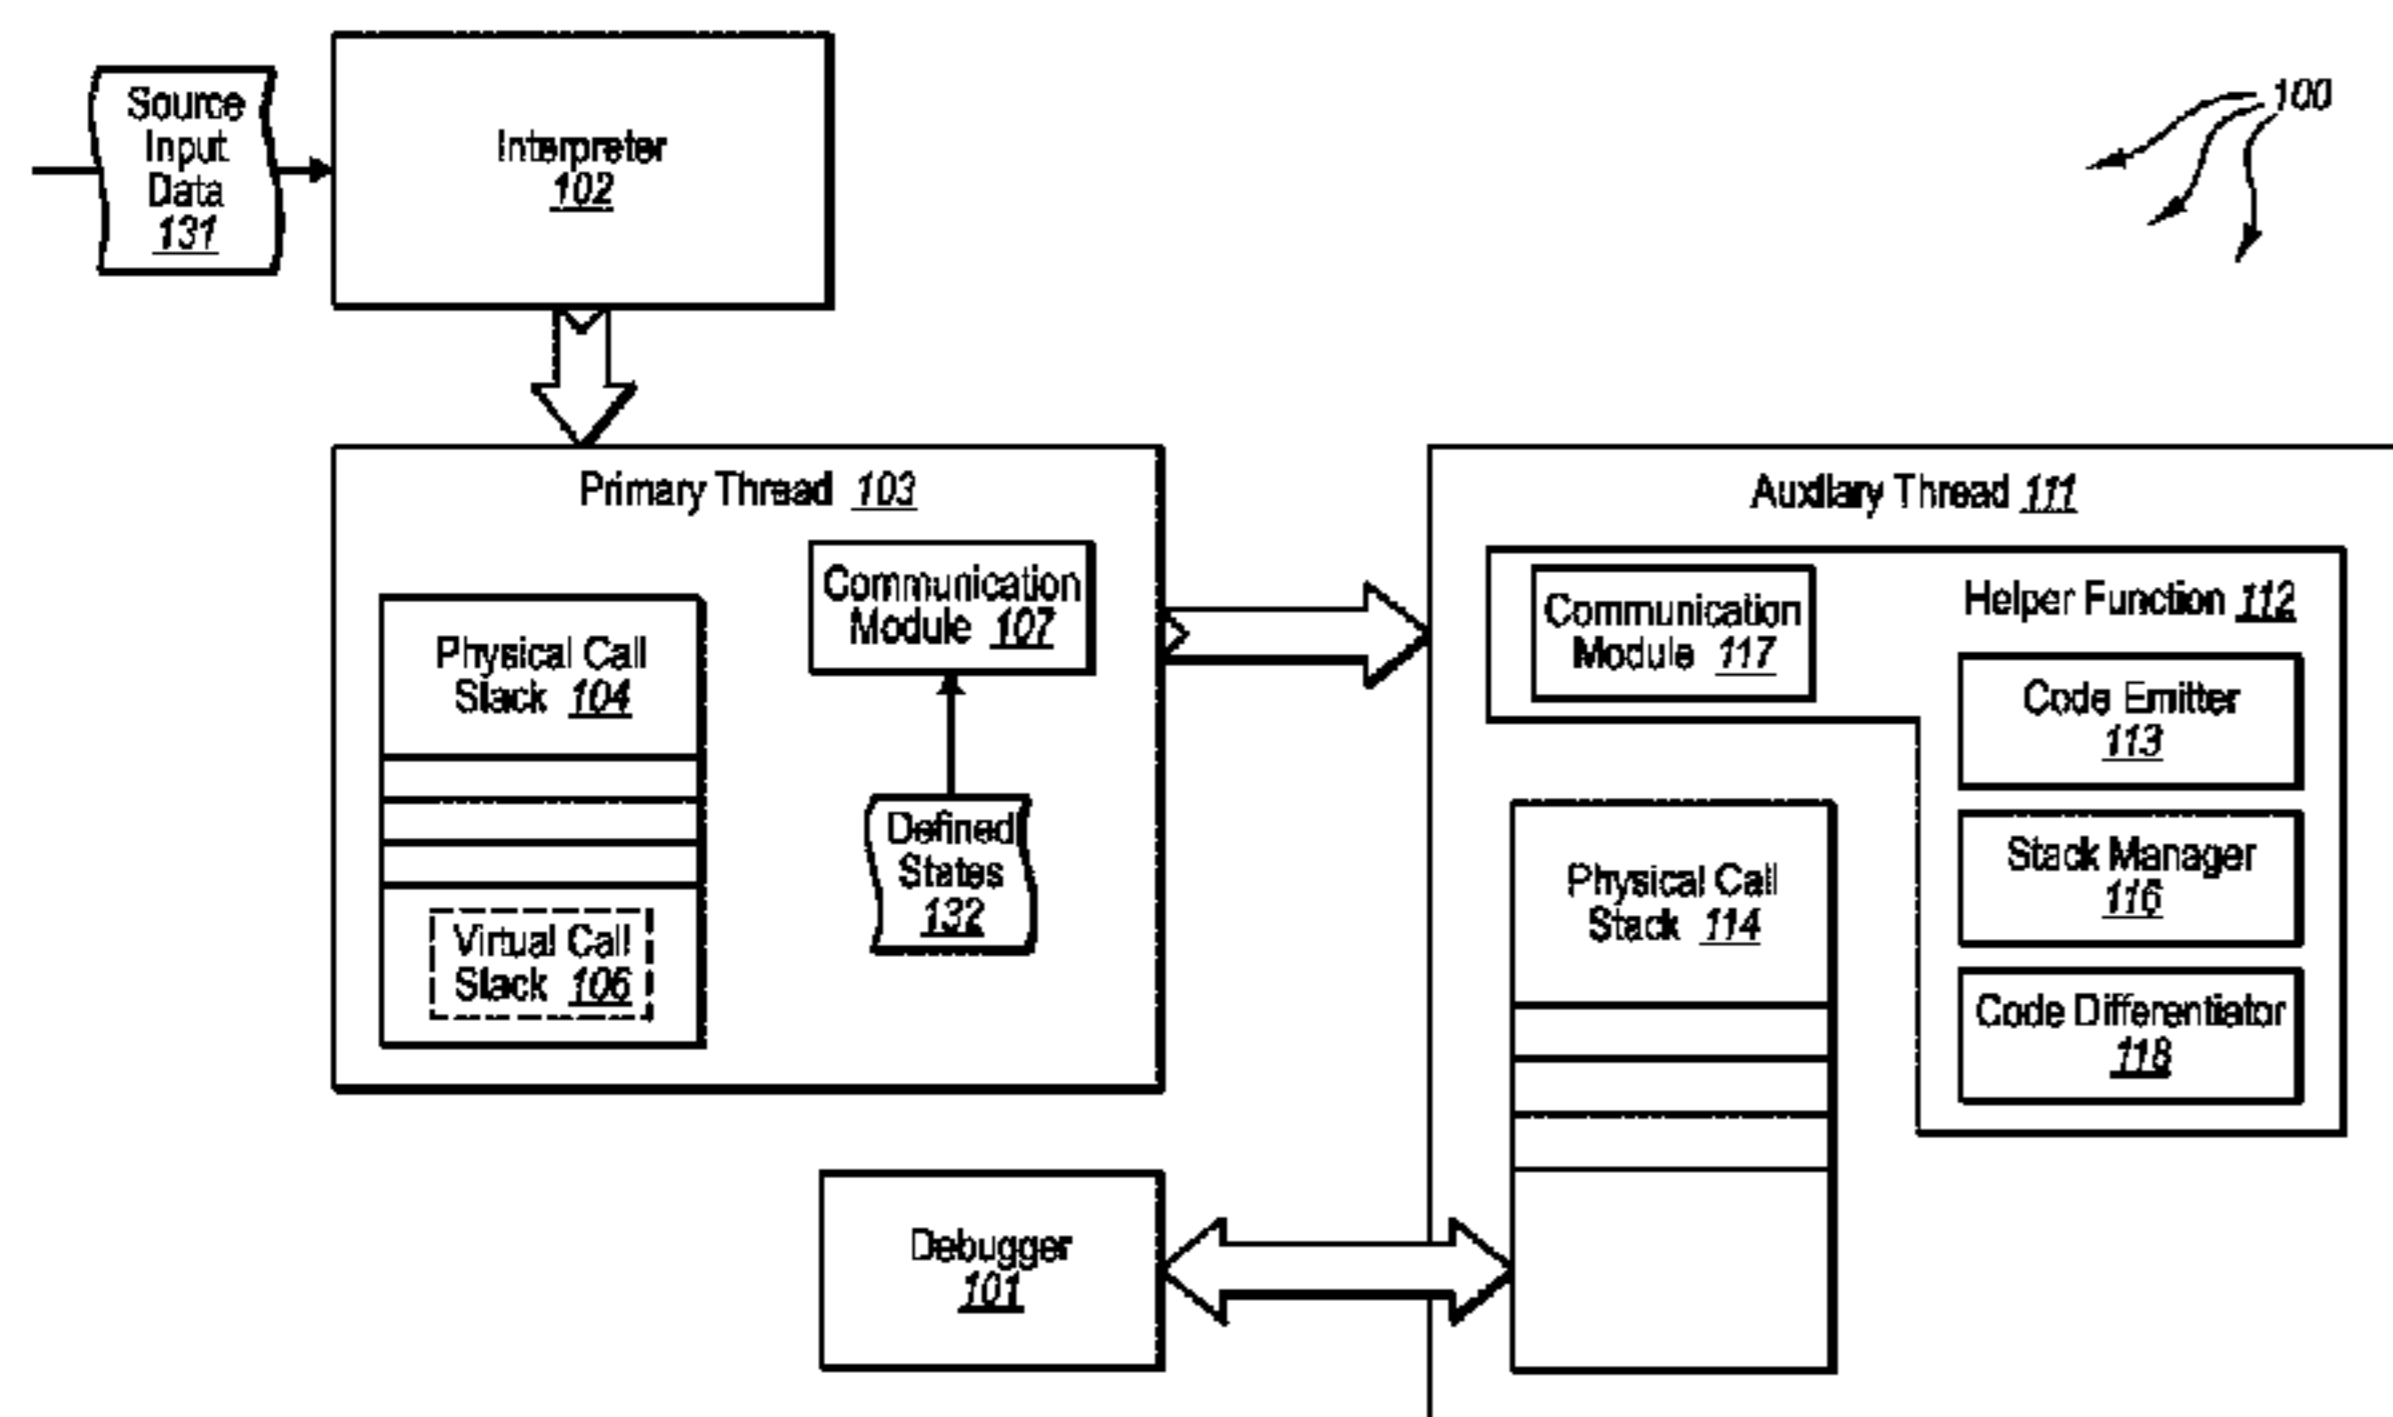 100
Source
Input
Data
131
Interpreter
102
Primary Thread 103
Communication
Module 107
Physical Call
Stack 104
Defined
States
132
Virtual Call
Stack 106
Auxiliary Thread 111
Communication
Module 117
Helper Function 112
Code Emitter
113
Stack Manager
116
Code Differentiator
118
Physical Call
Stack 114
Debugger
101